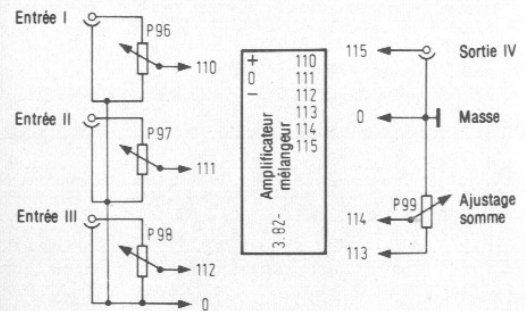 Entrée I
P96
110
Entrée II
P97
111
Entrée III
P98
112
0
+
0
−
110
111
112
113
114
115
Amplificateur
mélangeur
3.82-
115
Sortie IV
0
Masse
P99
Ajustage
somme
114
113